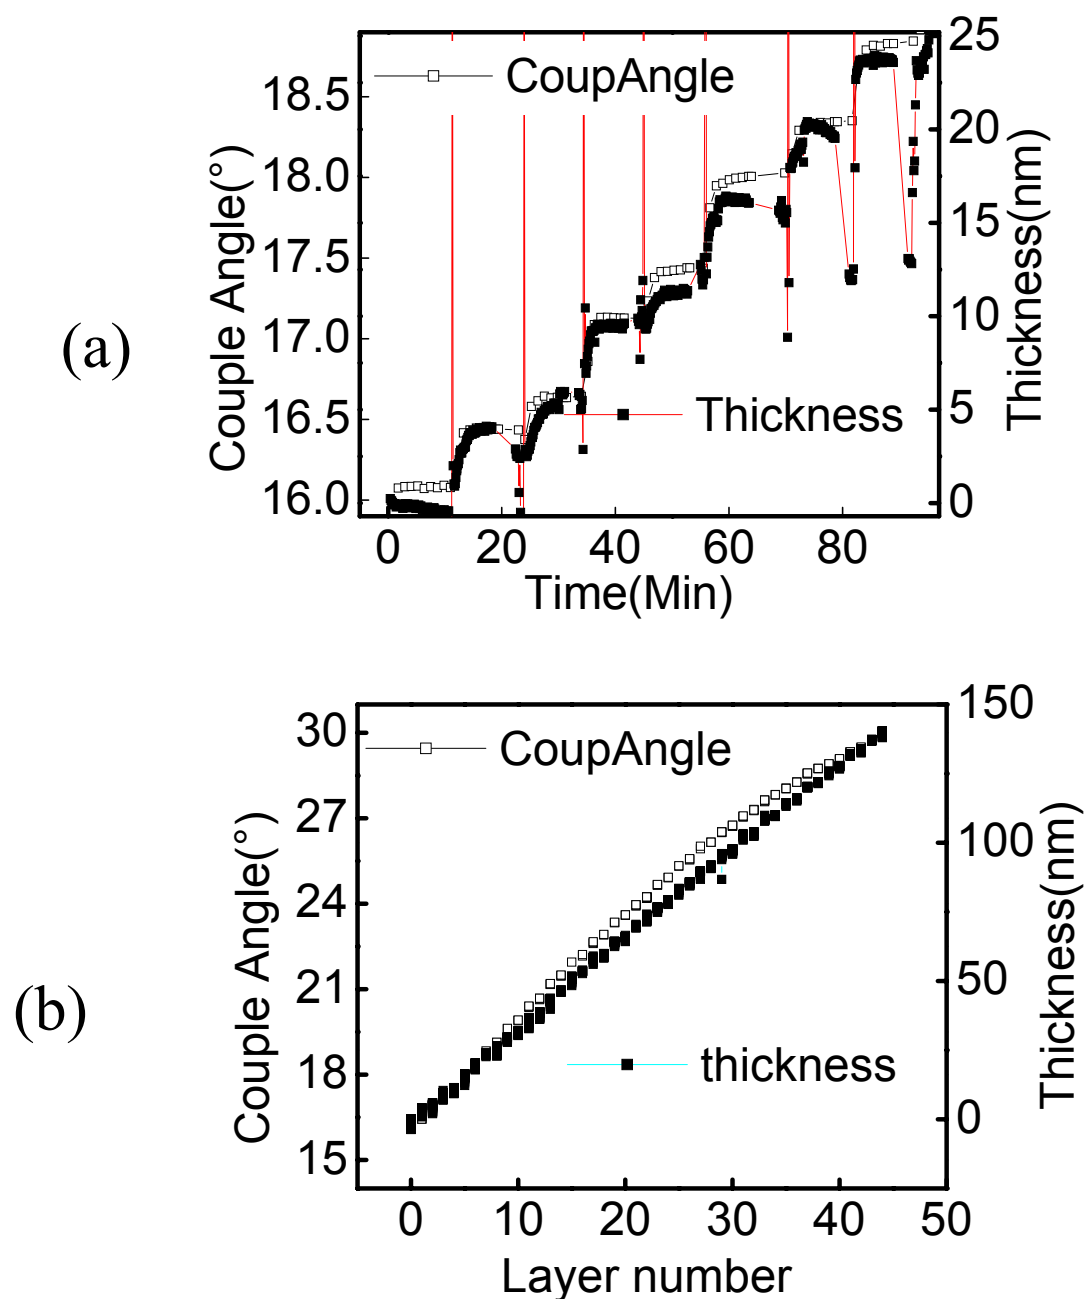 (a)
CoupAngle
Thickness
Couple Angle(°)
18.5
18.0
17.5
17.0
16.5
16.0
Thickness(nm)
25
20
15
10
5
0
0 20 40 60 80
Time(Min)
(b)
CoupAngle
thickness
Couple Angle(°)
30
27
24
21
18
15
Thickness(nm)
150
100
50
0
0 10 20 30 40 50
Layer number